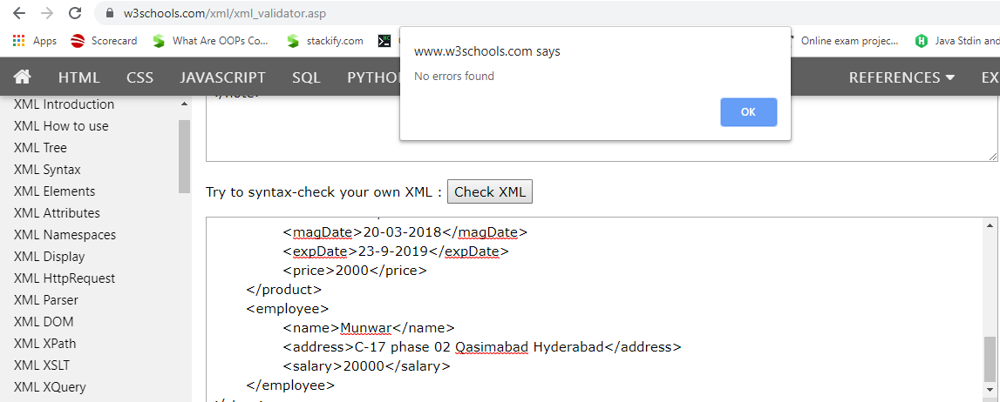 w3schools.com/xml/xml_validator.asp
Apps Scorecard What Are OOPs Co... stackify.com Online exam projec... Java Stdin and
www.w3schools.com says
No errors found
OK
HTML CSS JAVASCRIPT SQL PYTHO REFERENCES EX
XML Introduction
XML How to use
XML Tree
XML Syntax
XML Elements
XML Attributes
XML Namespaces
XML Display
XML HttpRequest
XML Parser
XML DOM
XML XPath
XML XSLT
XML XQuery
Try to syntax-check your own XML : Check XML
<magDate>20-03-2018</magDate>
<expDate>23-9-2019</expDate>
<price>2000</price>
</product>
<employee>
<name>Munwar</name>
<address>C-17 phase 02 Qasimabad Hyderabad</address>
<salary>20000</salary>
</employee>